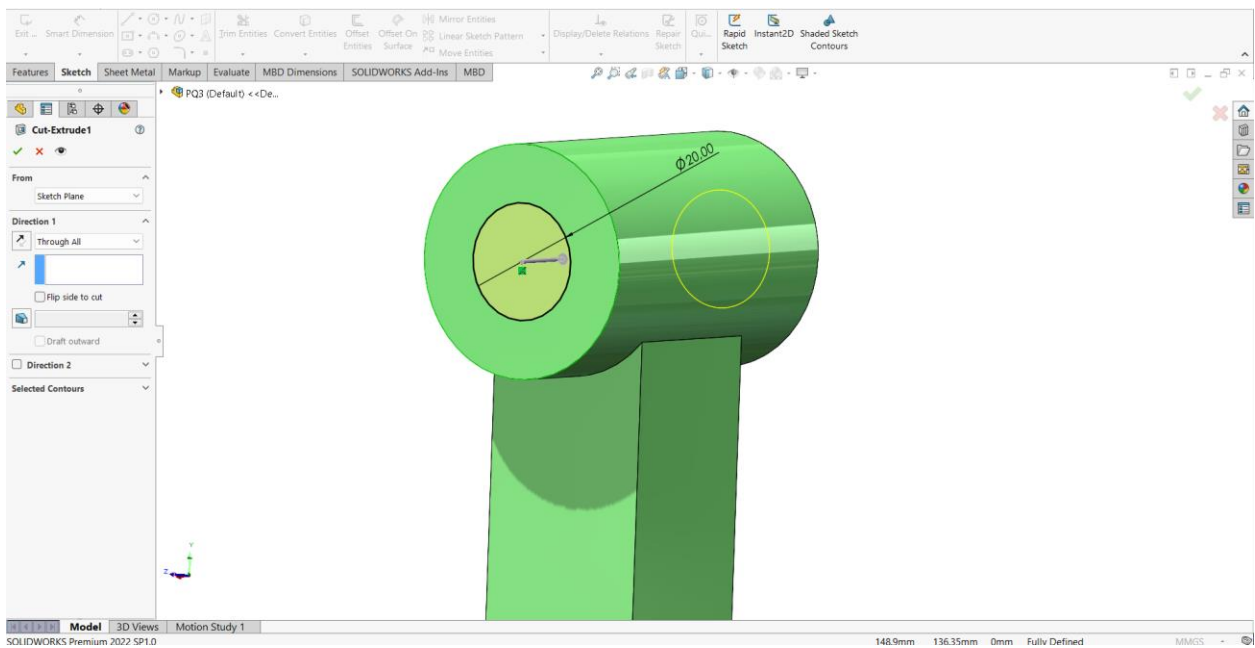 Exit ... Smart Dimension Trim Entities Convert Entities Offset Entities Offset On Surface Mirror Entities Linear Sketch Pattern Move Entities Display/Delete Relations Repair Sketch Qui... Rapid Sketch Instant2D Shaded Sketch Contours
Features Sketch Sheet Metal Markup Evaluate MBD Dimensions SOLIDWORKS Add-Ins MBD
PQ3 (Default) <<De...
Cut-Extrude1
From
Sketch Plane
Direction 1
Through All
Flip side to cut
Draft outward
Direction 2
Selected Contours
Φ20.00
Y
Z
Model 3D Views Motion Study 1
SOLIDWORKS Premium 2022 SP1.0 148.9mm 136.35mm 0mm Fully Defined MMGS -